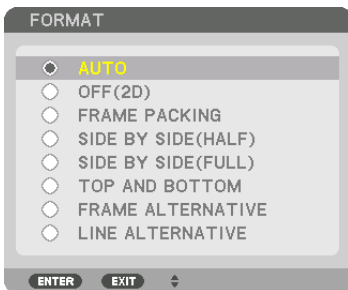 FORMAT
AUTO
OFF(2D)
FRAME PACKING
SIDE BY SIDE(HALF)
SIDE BY SIDE(FULL)
TOP AND BOTTOM
FRAME ALTERNATIVE
LINE ALTERNATIVE
ENTER EXIT